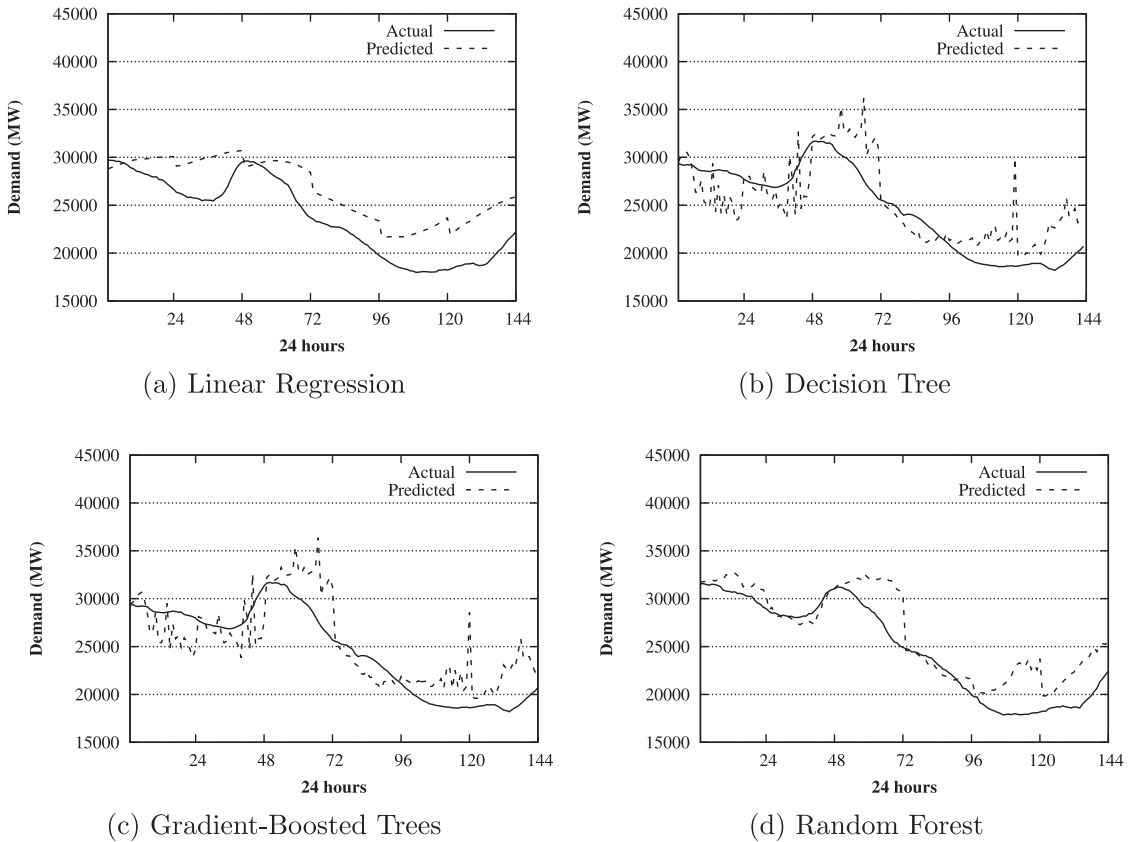 45000
40000
35000
30000
25000
20000
15000
Demand (MW)
Actual
Predicted
24 48 72 96 120 144
24 hours
(a) Linear Regression
45000
40000
35000
30000
25000
20000
15000
Demand (MW)
Actual
Predicted
24 48 72 96 120 144
24 hours
(b) Decision Tree
45000
40000
35000
30000
25000
20000
15000
Demand (MW)
Actual
Predicted
24 48 72 96 120 144
24 hours
(c) Gradient-Boosted Trees
45000
40000
35000
30000
25000
20000
15000
Demand (MW)
Actual
Predicted
24 48 72 96 120 144
24 hours
(d) Random Forest